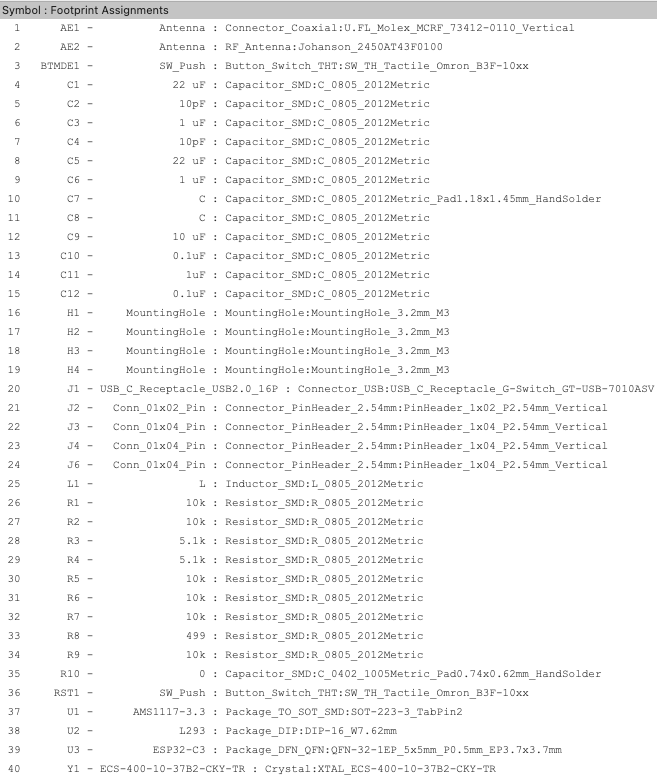 Symbol : Footprint Assignments
1 AE1 - Antenna : Connector_Coaxial:U.FL_Molex_MCRF_73412-0110_Vertical
2 AE2 - Antenna : RF_Antenna:Johanson_2450AT43F0100
3 BTMDE1 - SW_Push : Button_Switch_THT:SW_TH_Tactile_Omron_B3F-10xx
4 C1 - 22 uF : Capacitor_SMD:C_0805_2012Metric
5 C2 - 10pF : Capacitor_SMD:C_0805_2012Metric
6 C3 - 1 uF : Capacitor_SMD:C_0805_2012Metric
7 C4 - 10pF : Capacitor_SMD:C_0805_2012Metric
8 C5 - 22 uF : Capacitor_SMD:C_0805_2012Metric
9 C6 - 1 uF : Capacitor_SMD:C_0805_2012Metric
10 C7 - C : Capacitor_SMD:C_0805_2012Metric_Pad1.18x1.45mm_HandSolder
11 C8 - C : Capacitor_SMD:C_0805_2012Metric
12 C9 - 10 uF : Capacitor_SMD:C_0805_2012Metric
13 C10 - 0.1uF : Capacitor_SMD:C_0805_2012Metric
14 C11 - 1uF : Capacitor_SMD:C_0805_2012Metric
15 C12 - 0.1uF : Capacitor_SMD:C_0805_2012Metric
16 H1 - MountingHole : MountingHole:MountingHole_3.2mm_M3
17 H2 - MountingHole : MountingHole:MountingHole_3.2mm_M3
18 H3 - MountingHole : MountingHole:MountingHole_3.2mm_M3
19 H4 - MountingHole : MountingHole:MountingHole_3.2mm_M3
20 J1 - USB_C_Receptacle_USB2.0_16P : Connector_USB:USB_C_Receptacle_G-Switch_GT-USB-7010ASV
21 J2 - Conn_01x02_Pin : Connector_PinHeader_2.54mm:PinHeader_1x02_P2.54mm_Vertical
22 J3 - Conn_01x04_Pin : Connector_PinHeader_2.54mm:PinHeader_1x04_P2.54mm_Vertical
23 J4 - Conn_01x04_Pin : Connector_PinHeader_2.54mm:PinHeader_1x04_P2.54mm_Vertical
24 J6 - Conn_01x04_Pin : Connector_PinHeader_2.54mm:PinHeader_1x04_P2.54mm_Vertical
25 L1 - L : Inductor_SMD:L_0805_2012Metric
26 R1 - 10k : Resistor_SMD:R_0805_2012Metric
27 R2 - 10k : Resistor_SMD:R_0805_2012Metric
28 R3 - 5.1k : Resistor_SMD:R_0805_2012Metric
29 R4 - 5.1k : Resistor_SMD:R_0805_2012Metric
30 R5 - 10k : Resistor_SMD:R_0805_2012Metric
31 R6 - 10k : Resistor_SMD:R_0805_2012Metric
32 R7 - 10k : Resistor_SMD:R_0805_2012Metric
33 R8 - 499 : Resistor_SMD:R_0805_2012Metric
34 R9 - 10k : Resistor_SMD:R_0805_2012Metric
35 R10 - 0 : Capacitor_SMD:C_0402_1005Metric_Pad0.74x0.62mm_HandSolder
36 RST1 - SW_Push : Button_Switch_THT:SW_TH_Tactile_Omron_B3F-10xx
37 U1 - AMS1117-3.3 : Package_TO_SOT_SMD:SOT-223-3_TabPin2
38 U2 - L293 : Package_DIP:DIP-16_W7.62mm
39 U3 - ESP32-C3 : Package_DFN_QFN:QFN-32-1EP_5x5mm_P0.5mm_EP3.7x3.7mm
40 Y1 - ECS-400-10-37B2-CKY-TR : Crystal:XTAL_ECS-400-10-37B2-CKY-TR